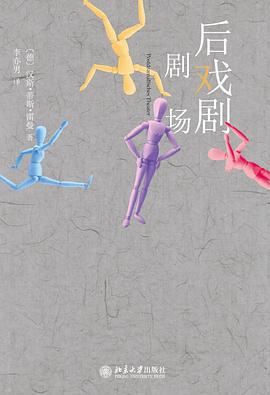 后戏剧
剧场
Postdramatisches Theater
[德] 汉斯·蒂斯·雷曼 著
李亦男 译
北京大学出版社
PEKING UNIVERSITY PRESS